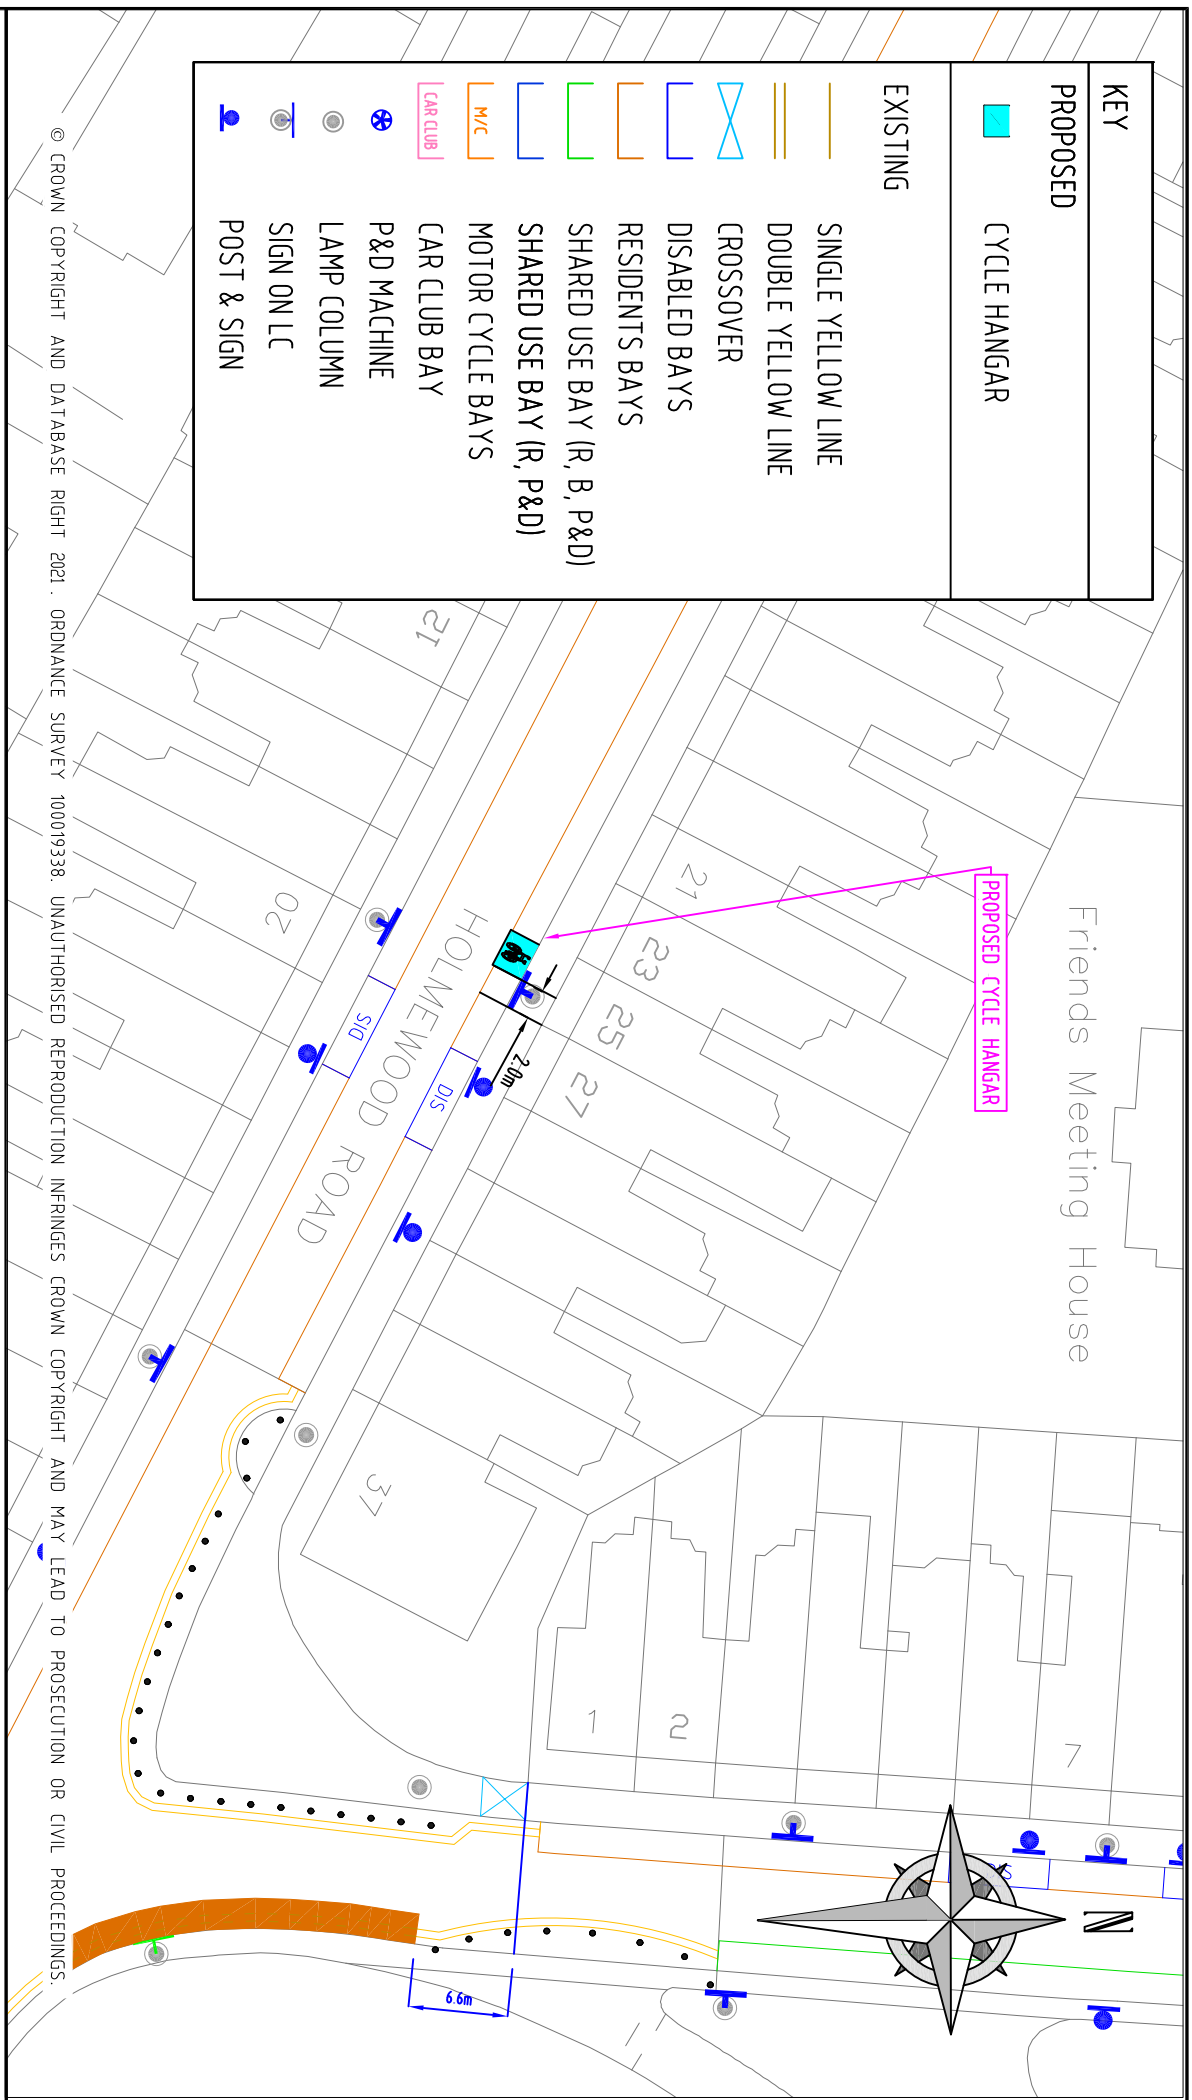 KEY
PROPOSED
CYCLE HANGAR
EXISTING
SINGLE YELLOW LINE
DOUBLE YELLOW LINE
CROSSOVER
DISABLED BAYS
RESIDENTS BAYS
SHARED USE BAY (R, B, P&D)
SHARED USE BAY (R, P&D)
M/C
MOTOR CYCLE BAYS
CAR CLUB
CAR CLUB BAY
P&D MACHINE
LAMP COLUMN
SIGN ON LC
POST & SIGN
Friends Meeting House
PROPOSED CYCLE HANGAR
N
21
23
25
27
2.0m
DIS
DIS
DIS
HOLMEWOOD ROAD
12
20
37
1
2
7
6.6m
© CROWN COPYRIGHT AND DATABASE RIGHT 2021 . ORDNANCE SURVEY 100019338. UNAUTHORISED REPRODUCTION INFRINGES CROWN COPYRIGHT AND MAY LEAD TO PROSECUTION OR CIVIL PROCEEDINGS.